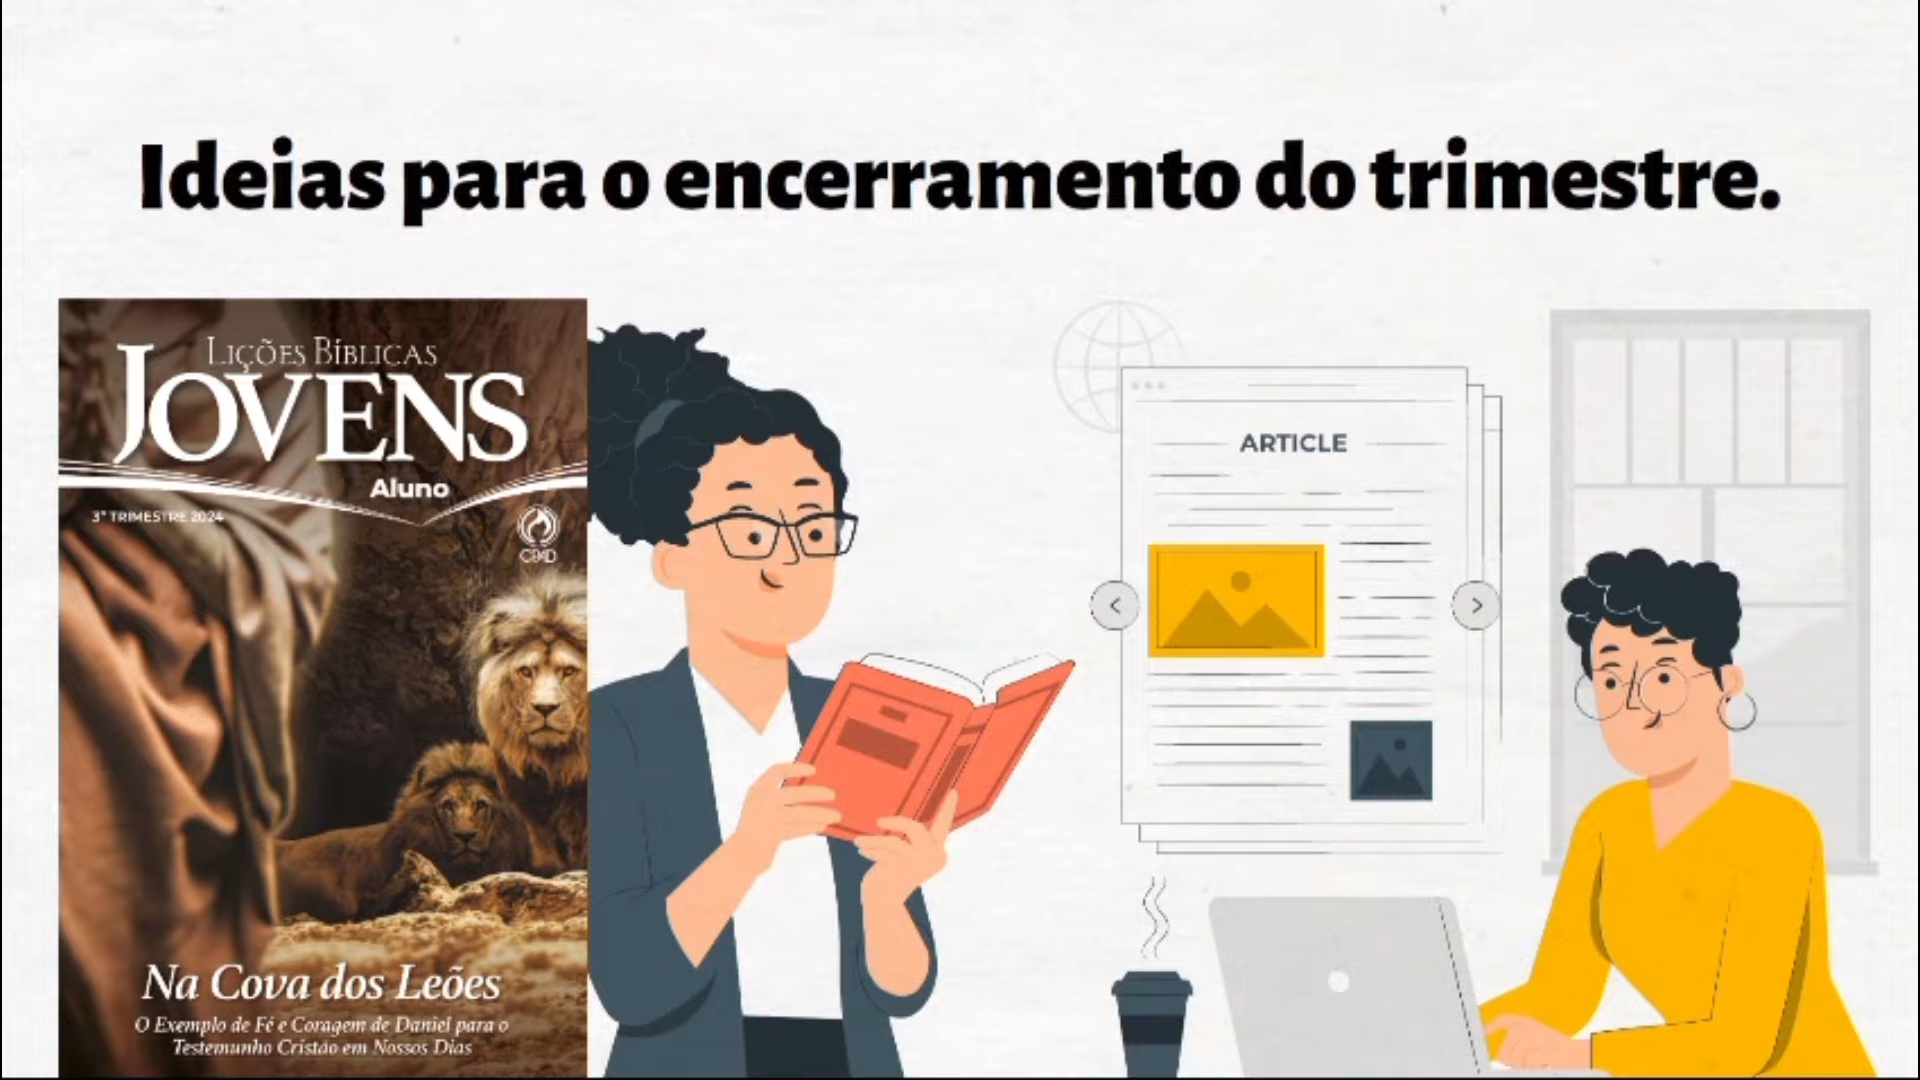 Ideias para o encerramento do trimestre.
LIÇÕES BÍBLICAS
JOVENS
Aluno
3º TRIMESTRE 2024
CPAD
Na Cova dos Leões
O Exemplo de Fé e Coragem de Daniel para o
Testemunho Cristão em Nossos Dias
ARTICLE